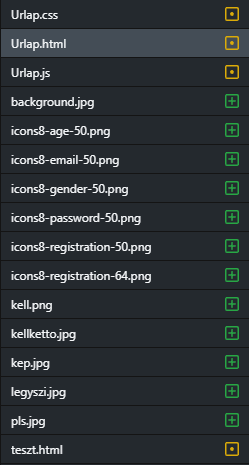 Urlap.css
Urlap.html
Urlap.js
background.jpg
icons8-age-50.png
icons8-email-50.png
icons8-gender-50.png
icons8-password-50.png
icons8-registration-50.png
icons8-registration-64.png
kell.png
kellketto.jpg
kep.jpg
legyszi.jpg
pls.jpg
teszt.html